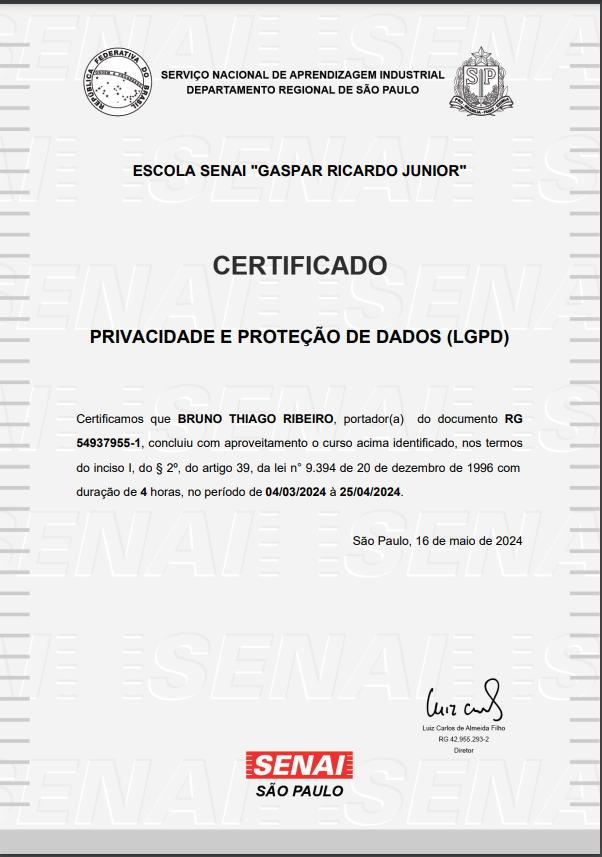 REPÚBLICA FEDERATIVA DO BRASIL
SERVIÇO NACIONAL DE APRENDIZAGEM INDUSTRIAL
DEPARTAMENTO REGIONAL DE SÃO PAULO
SP
ESCOLA SENAI "GASPAR RICARDO JUNIOR"
CERTIFICADO
PRIVACIDADE E PROTEÇÃO DE DADOS (LGPD)
Certificamos que BRUNO THIAGO RIBEIRO, portador(a) do documento RG
54937955-1, concluiu com aproveitamento o curso acima identificado, nos termos
do inciso I, do § 2º, do artigo 39, da lei n° 9.394 de 20 de dezembro de 1996 com
duração de 4 horas, no período de 04/03/2024 à 25/04/2024.
São Paulo, 16 de maio de 2024
Luiz Carlos de Almeida Filho
RG 42.955.293-2
Diretor
SENAI
SÃO PAULO